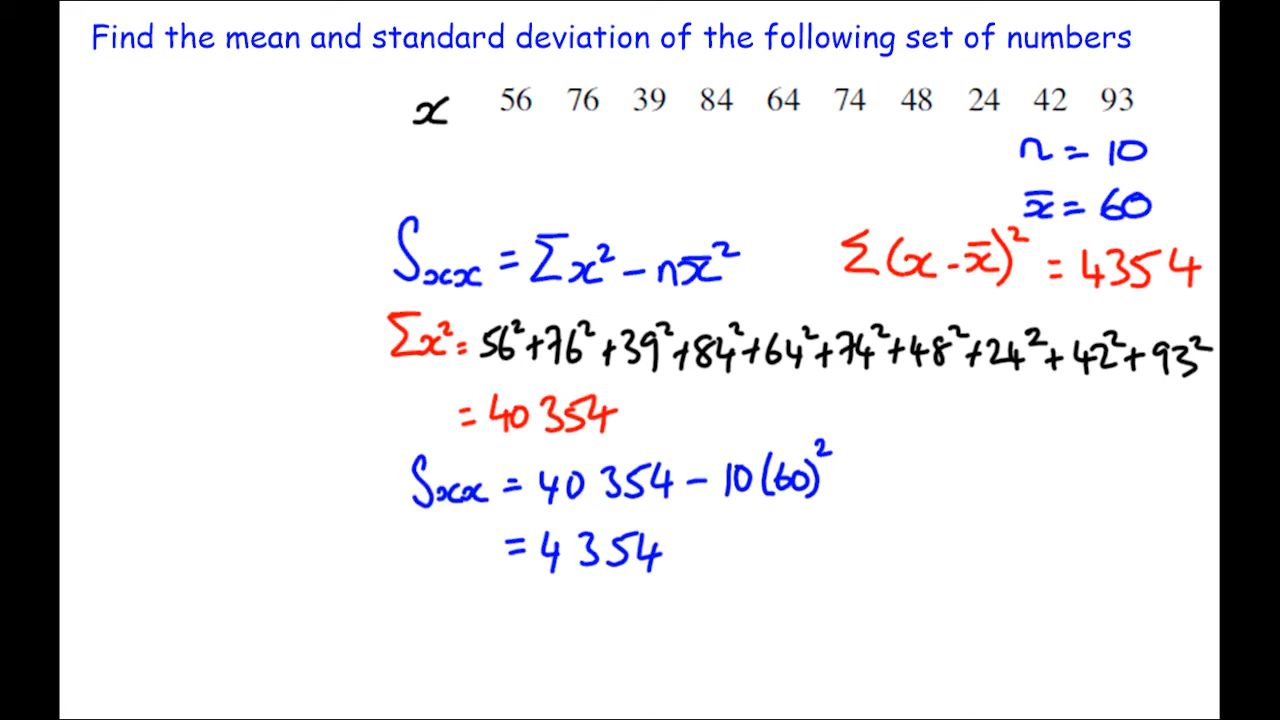 Find the mean and standard deviation of the following set of numbers
x 56 76 39 84 64 74 48 24 42 93
n = 10
x̄ = 60
Sxx = Σx² - nx̄² Σ(x - x̄)² = 4354
Σx² = 56² + 76² + 39² + 84² + 64² + 74² + 48² + 24² + 42² + 93²
= 40 354
Sxx = 40 354 - 10(60)²
= 4 354